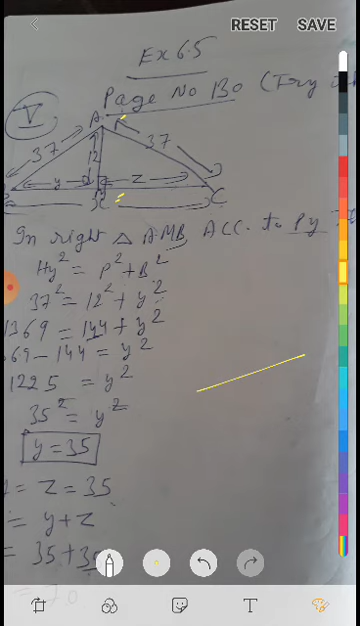 RESET SAVE
Ex 6.5
Page No 130 (Try
V
A
37
37
12
y
z
x
C
In right △ AMB, ACC. to Py
Hy² = P² + B²
37² = 12² + y²
1369 = 144 + y²
69 - 144 = y²
1225 = y²
35² = y²
y = 35
= z = 35
= y + z
= 35 + 35
T